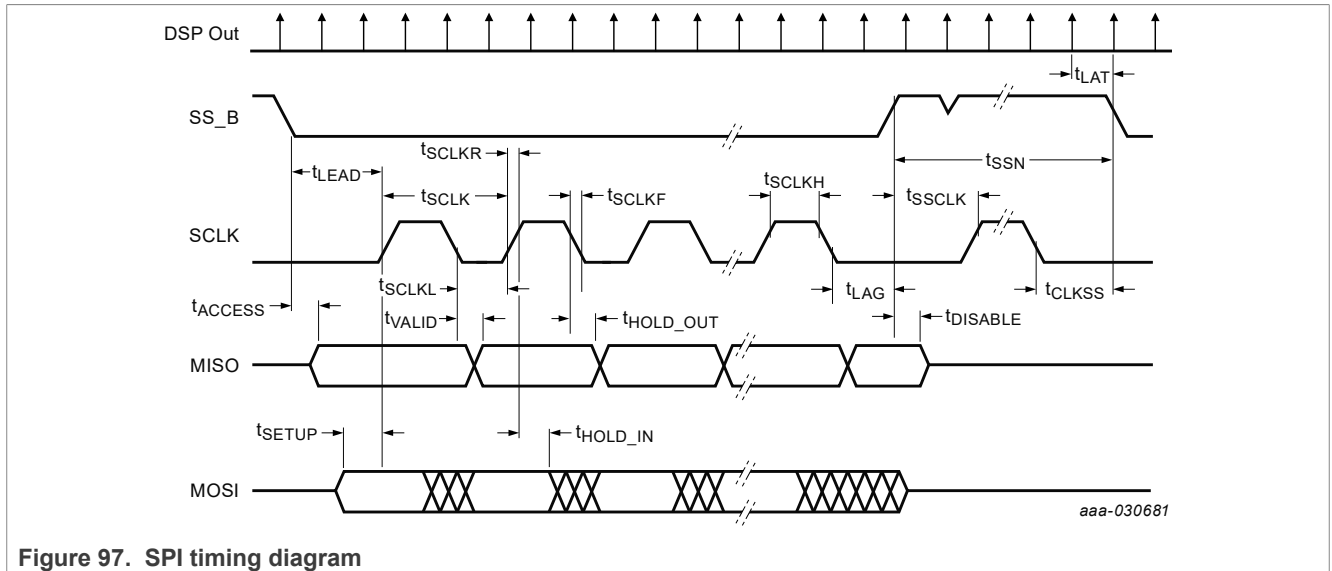 DSP Out
tLAT
SS_B
tSCLKR
tLEAD
tSSN
tSCLK
tSCLKF
tSCLKH
tSSCLK
SCLK
tSCLKL
tLAG
tCLKSS
tACCESS
tVALID
tHOLD_OUT
tDISABLE
MISO
tSETUP
tHOLD_IN
MOSI
aaa-030681
Figure 97. SPI timing diagram